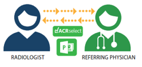 ACRselect
RADIOLOGIST
REFERRING PHYSICIAN